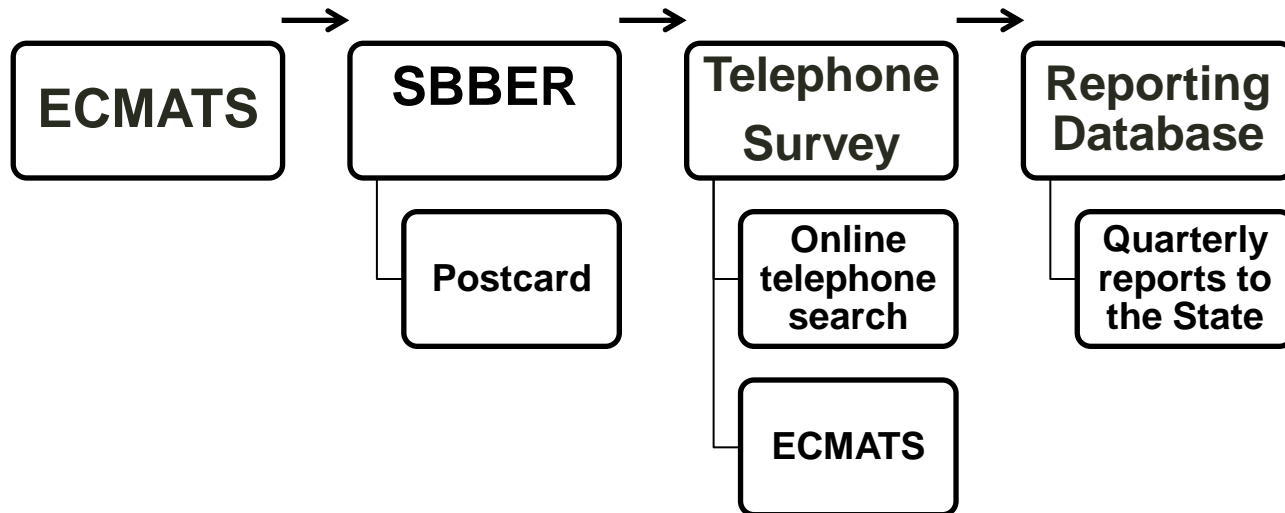 ECMATS
SBBER
Postcard
Telephone
Survey
Online
telephone
search
ECMATS
Reporting
Database
Quarterly
reports to
the State